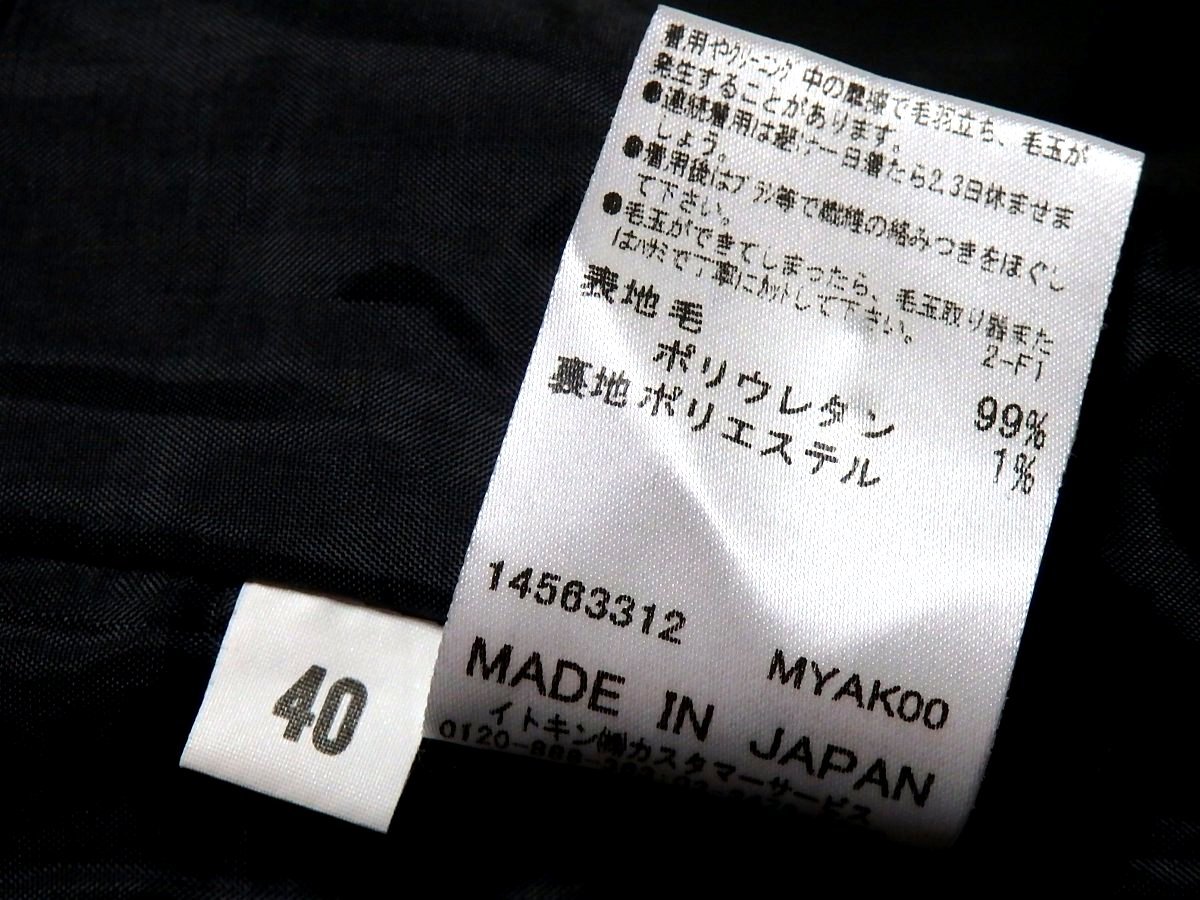 着用やクリーニング中の摩擦で毛羽立ち、毛玉が
発生することがあります。
●連続着用は避け一日着たら2,3日休ませま
しょう。
●着用後はブラシ等で繊維の絡みつきをほぐし
て下さい。
●毛玉ができてしまったら、毛玉取り器また
はハサミで丁寧にカットして下さい。
2-F1
表地 毛 99%
ポリウレタン 1%
裏地 ポリエステル
14563312
MYAK00
MADE IN JAPAN
イトキン㈱カスタマーサービス
0120-888-363
40